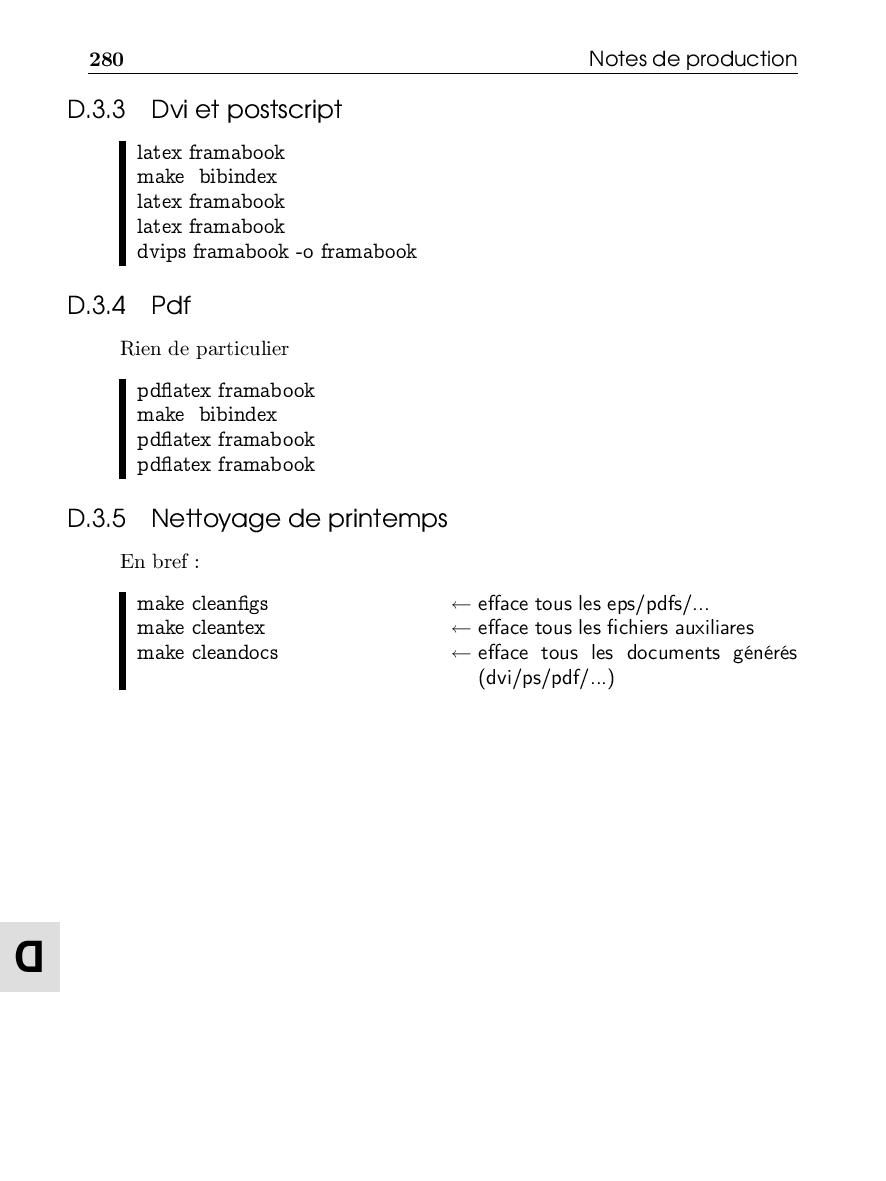 280 Notes de production
D.3.3 Dvi et postscript
latex framabook
make bibindex
latex framabook
latex framabook
dvips framabook -o framabook
D.3.4 Pdf
Rien de particulier
pdflatex framabook
make bibindex
pdflatex framabook
pdflatex framabook
D.3.5 Nettoyage de printemps
En bref :
make cleanfigs ← efface tous les eps/pdfs/...
make cleantex ← efface tous les fichiers auxiliares
make cleandocs ← efface tous les documents générés
(dvi/ps/pdf/...)
D